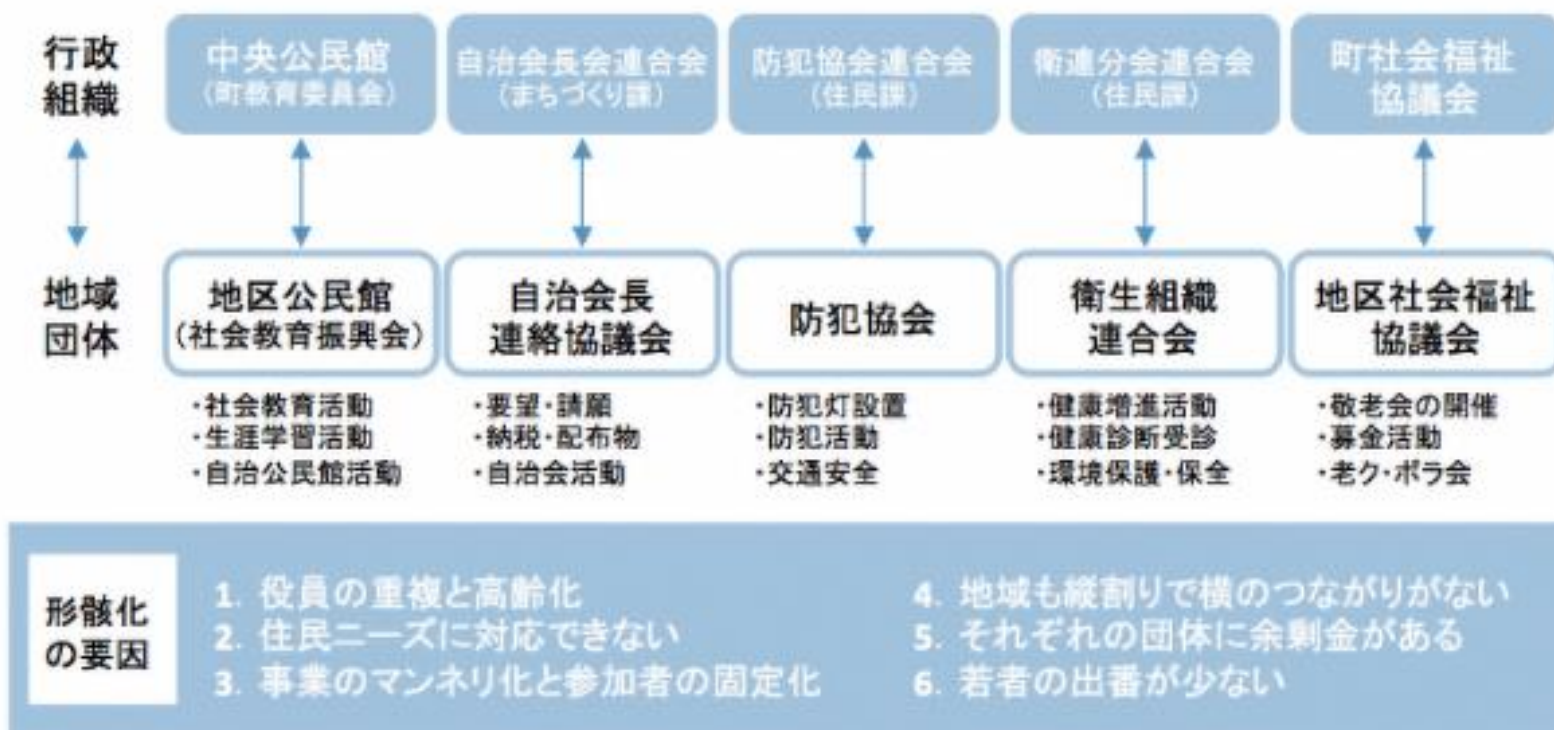 行政
組織
中央公民館
(町教育委員会)
自治会長会連合会
(まちづくり課)
防犯協会連合会
(住民課)
衛連分会連合会
(住民課)
町社会福祉
協議会
地域
団体
地区公民館
(社会教育振興会)
自治会長
連絡協議会
防犯協会
衛生組織
連合会
地区社会福祉
協議会
・社会教育活動
・生涯学習活動
・自治公民館活動
・要望・請願
・納税・配布物
・自治会活動
・防犯灯設置
・防犯活動
・交通安全
・健康増進活動
・健康診断受診
・環境保護・保全
・敬老会の開催
・募金活動
・老ク・ボラ会
形骸化
の要因
1. 役員の重複と高齢化
2. 住民ニーズに対応できない
3. 事業のマンネリ化と参加者の固定化
4. 地域も縦割りで横のつながりがない
5. それぞれの団体に余剰金がある
6. 若者の出番が少ない